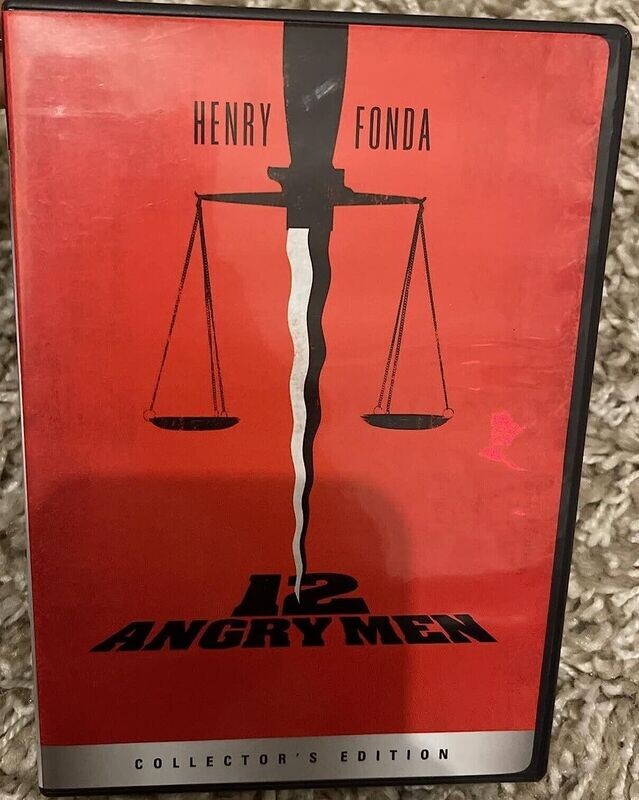 HENRY FONDA
12
ANGRY MEN
COLLECTOR'S EDITION